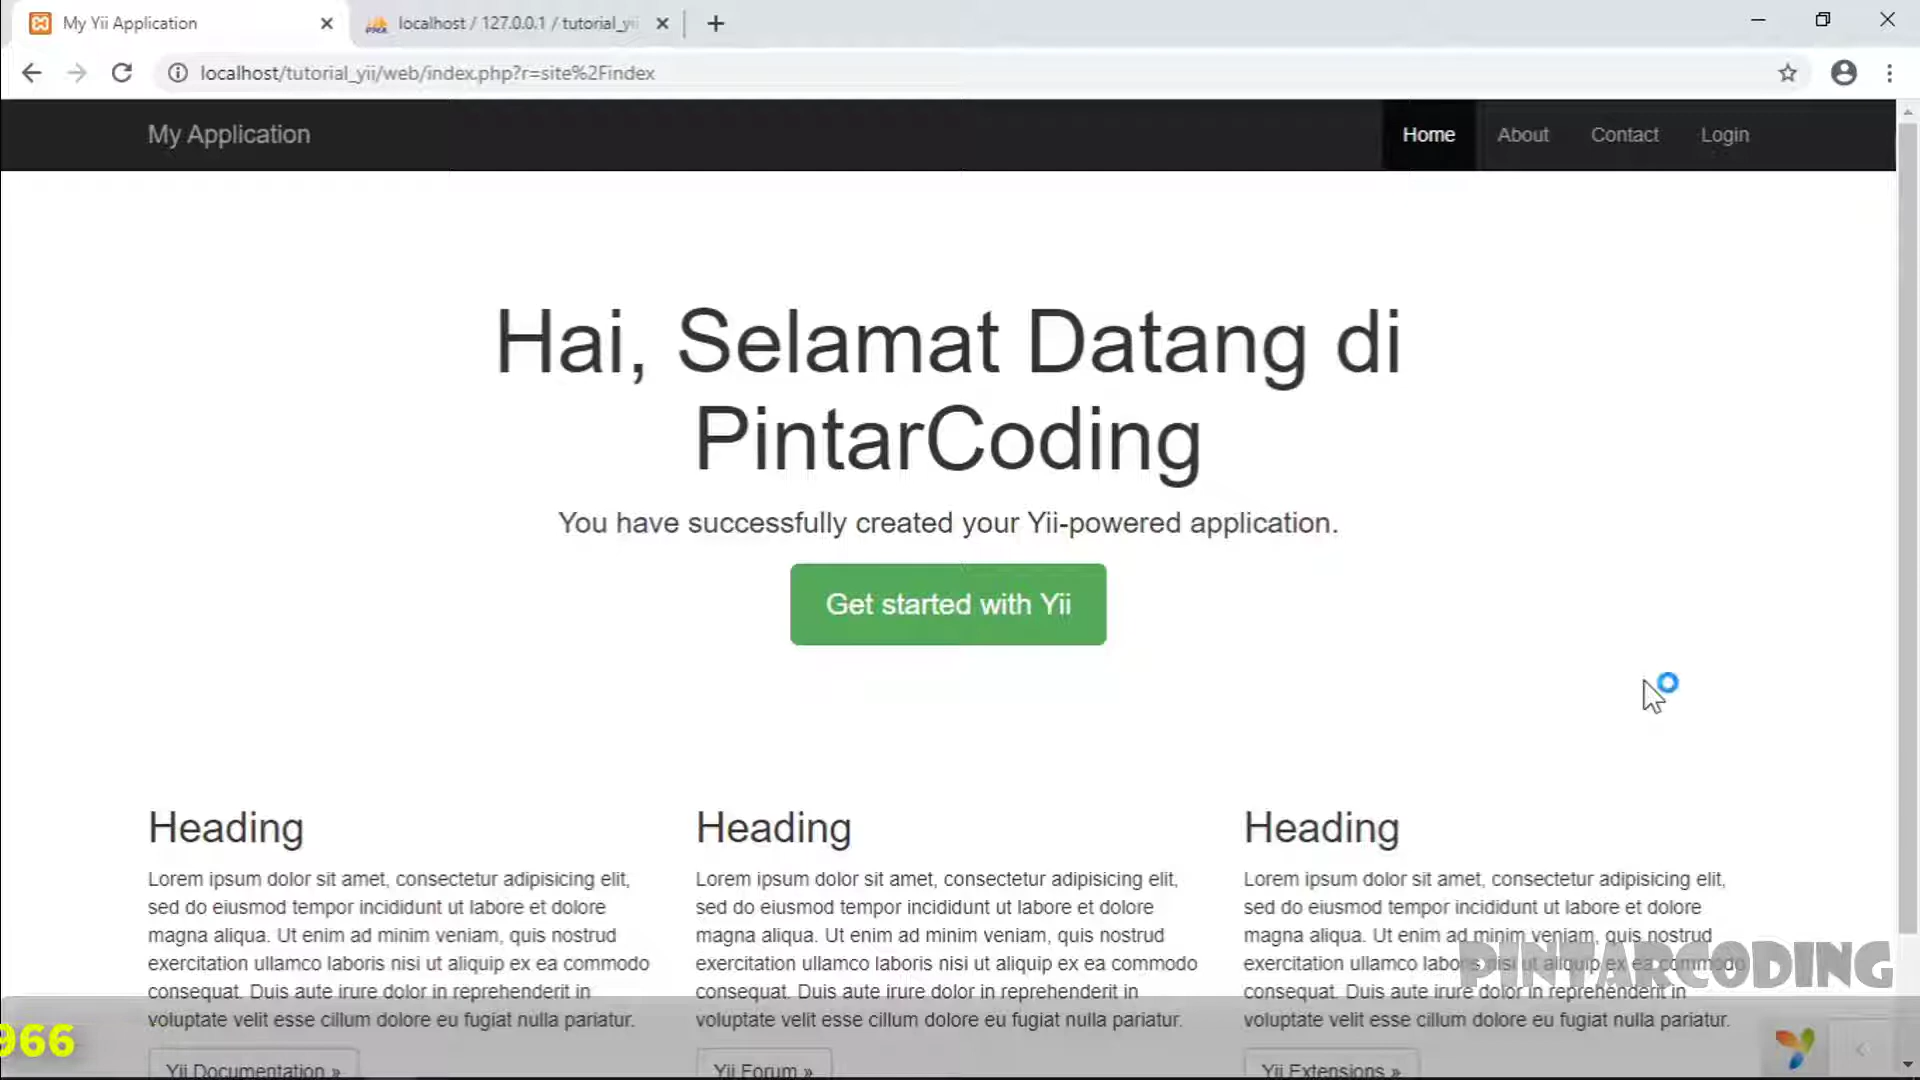 My Yii Application
localhost / 127.0.0.1 / tutorial_yii
localhost/tutorial_yii/web/index.php?r=site%2Findex
My Application
Home
About
Contact
Login
Hai, Selamat Datang di
PintarCoding
You have successfully created your Yii-powered application.
Get started with Yii
Heading
Lorem ipsum dolor sit amet, consectetur adipisicing elit,
sed do eiusmod tempor incididunt ut labore et dolore
magna aliqua. Ut enim ad minim veniam, quis nostrud
exercitation ullamco laboris nisi ut aliquip ex ea commodo
consequat. Duis aute irure dolor in reprehenderit in
voluptate velit esse cillum dolore eu fugiat nulla pariatur.
Yii Documentation »
Heading
Lorem ipsum dolor sit amet, consectetur adipisicing elit,
sed do eiusmod tempor incididunt ut labore et dolore
magna aliqua. Ut enim ad minim veniam, quis nostrud
exercitation ullamco laboris nisi ut aliquip ex ea commodo
consequat. Duis aute irure dolor in reprehenderit in
voluptate velit esse cillum dolore eu fugiat nulla pariatur.
Yii Forum »
Heading
Lorem ipsum dolor sit amet, consectetur adipisicing elit,
sed do eiusmod tempor incididunt ut labore et dolore
magna aliqua. Ut enim ad minim veniam, quis nostrud
exercitation ullamco laboris nisi ut aliquip ex ea commodo
consequat. Duis aute irure dolor in reprehenderit in
voluptate velit esse cillum dolore eu fugiat nulla pariatur.
Yii Extensions »
PINTARCODING
966